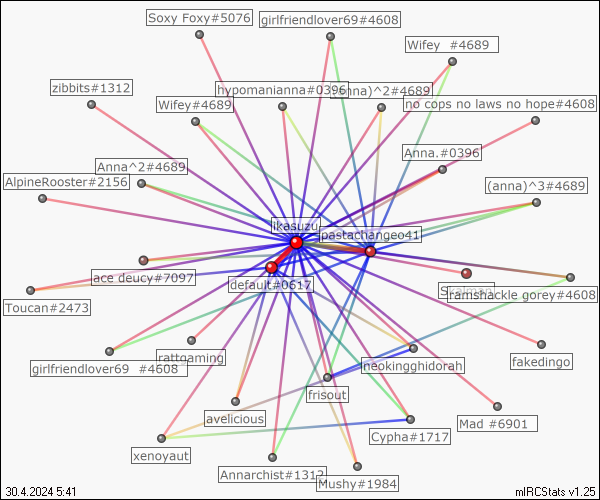 Soxy Foxy#5076
girlfriendlover69#4608
Wifey  #4689
zibbits#1312
hypomanianna#0396
(anna)^2#4689
Wifey#4689
no cops no laws no hope#4608
Anna^2#4689
Anna.#0396
AlpineRooster#2156
(anna)^3#4689
ikasuzu
pastachangeo41
ace deucy#7097
default#0617
Skalman
ramshackle gorey#4608
Toucan#2473
rattgaming
neokingghidorah
fakedingo
girlfriendlover69  #4608
frisout
avelicious
Mad #6901
Cypha#1717
xenoyaut
Annarchist#1312
Mushy#1984
30.4.2024 5:41
mIRCStats v1.25